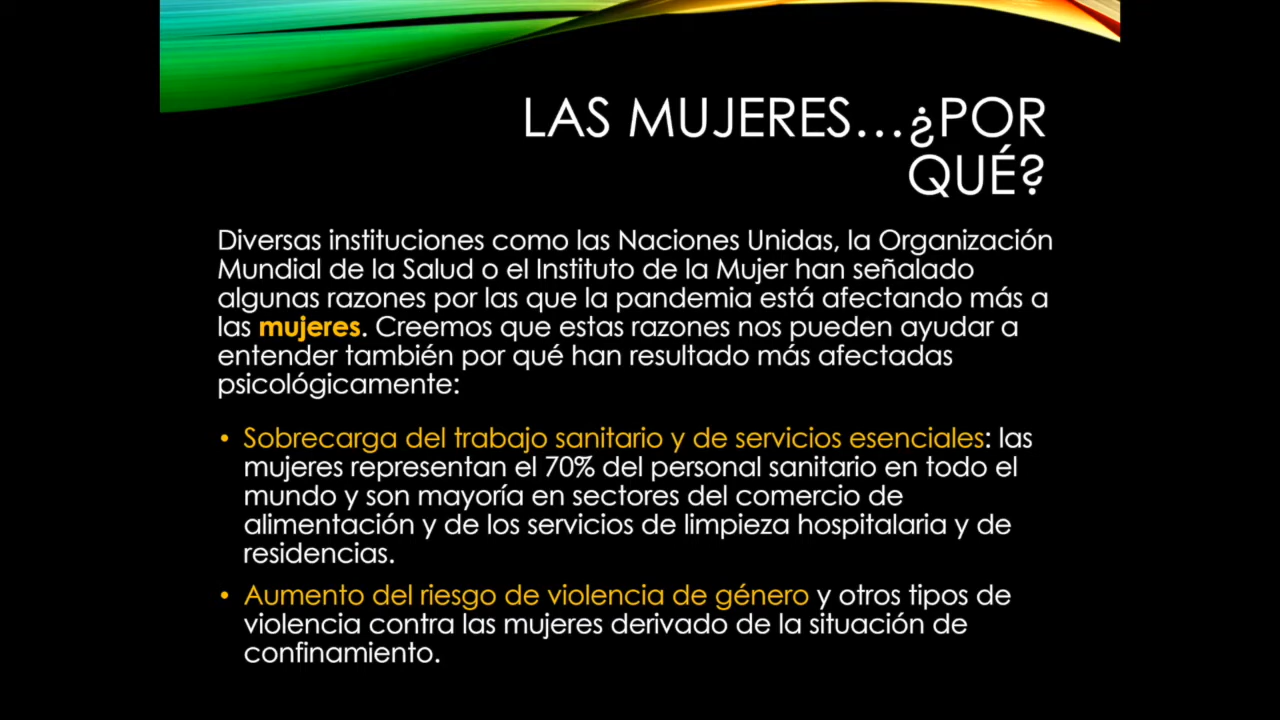 LAS MUJERES...¿POR
QUÉ?
Diversas instituciones como las Naciones Unidas, la Organización
Mundial de la Salud o el Instituto de la Mujer han señalado
algunas razones por las que la pandemia está afectando más a
las mujeres. Creemos que estas razones nos pueden ayudar a
entender también por qué han resultado más afectadas
psicológicamente:
• Sobrecarga del trabajo sanitario y de servicios esenciales: las
mujeres representan el 70% del personal sanitario en todo el
mundo y son mayoría en sectores del comercio de
alimentación y de los servicios de limpieza hospitalaria y de
residencias.
• Aumento del riesgo de violencia de género y otros tipos de
violencia contra las mujeres derivado de la situación de
confinamiento.